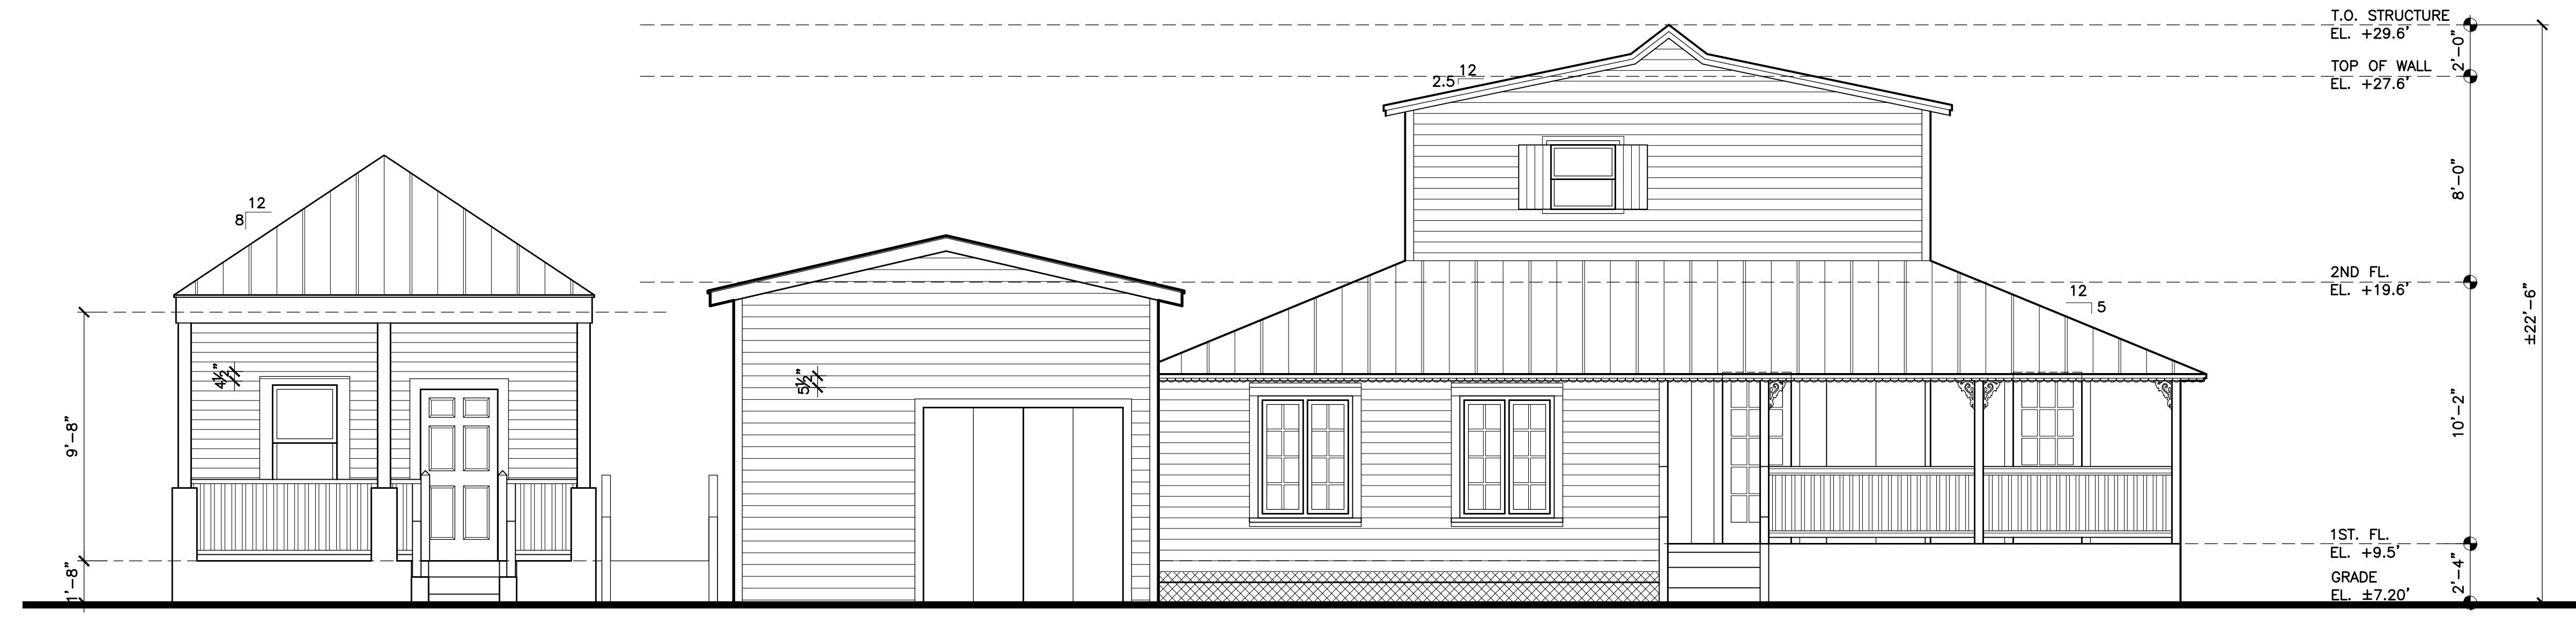 T.O. STRUCTURE
EL. +29.6'
2'-0"
TOP OF WALL
EL. +27.6'
12
2.5
8'-0"
12
8
2ND FL.
EL. +19.6'
12
5
±22'-6"
4½"
5½"
9'-8"
10'-2"
1ST. FL.
EL. +9.5'
1'-8"
2'-4"
GRADE
EL. ±7.20'